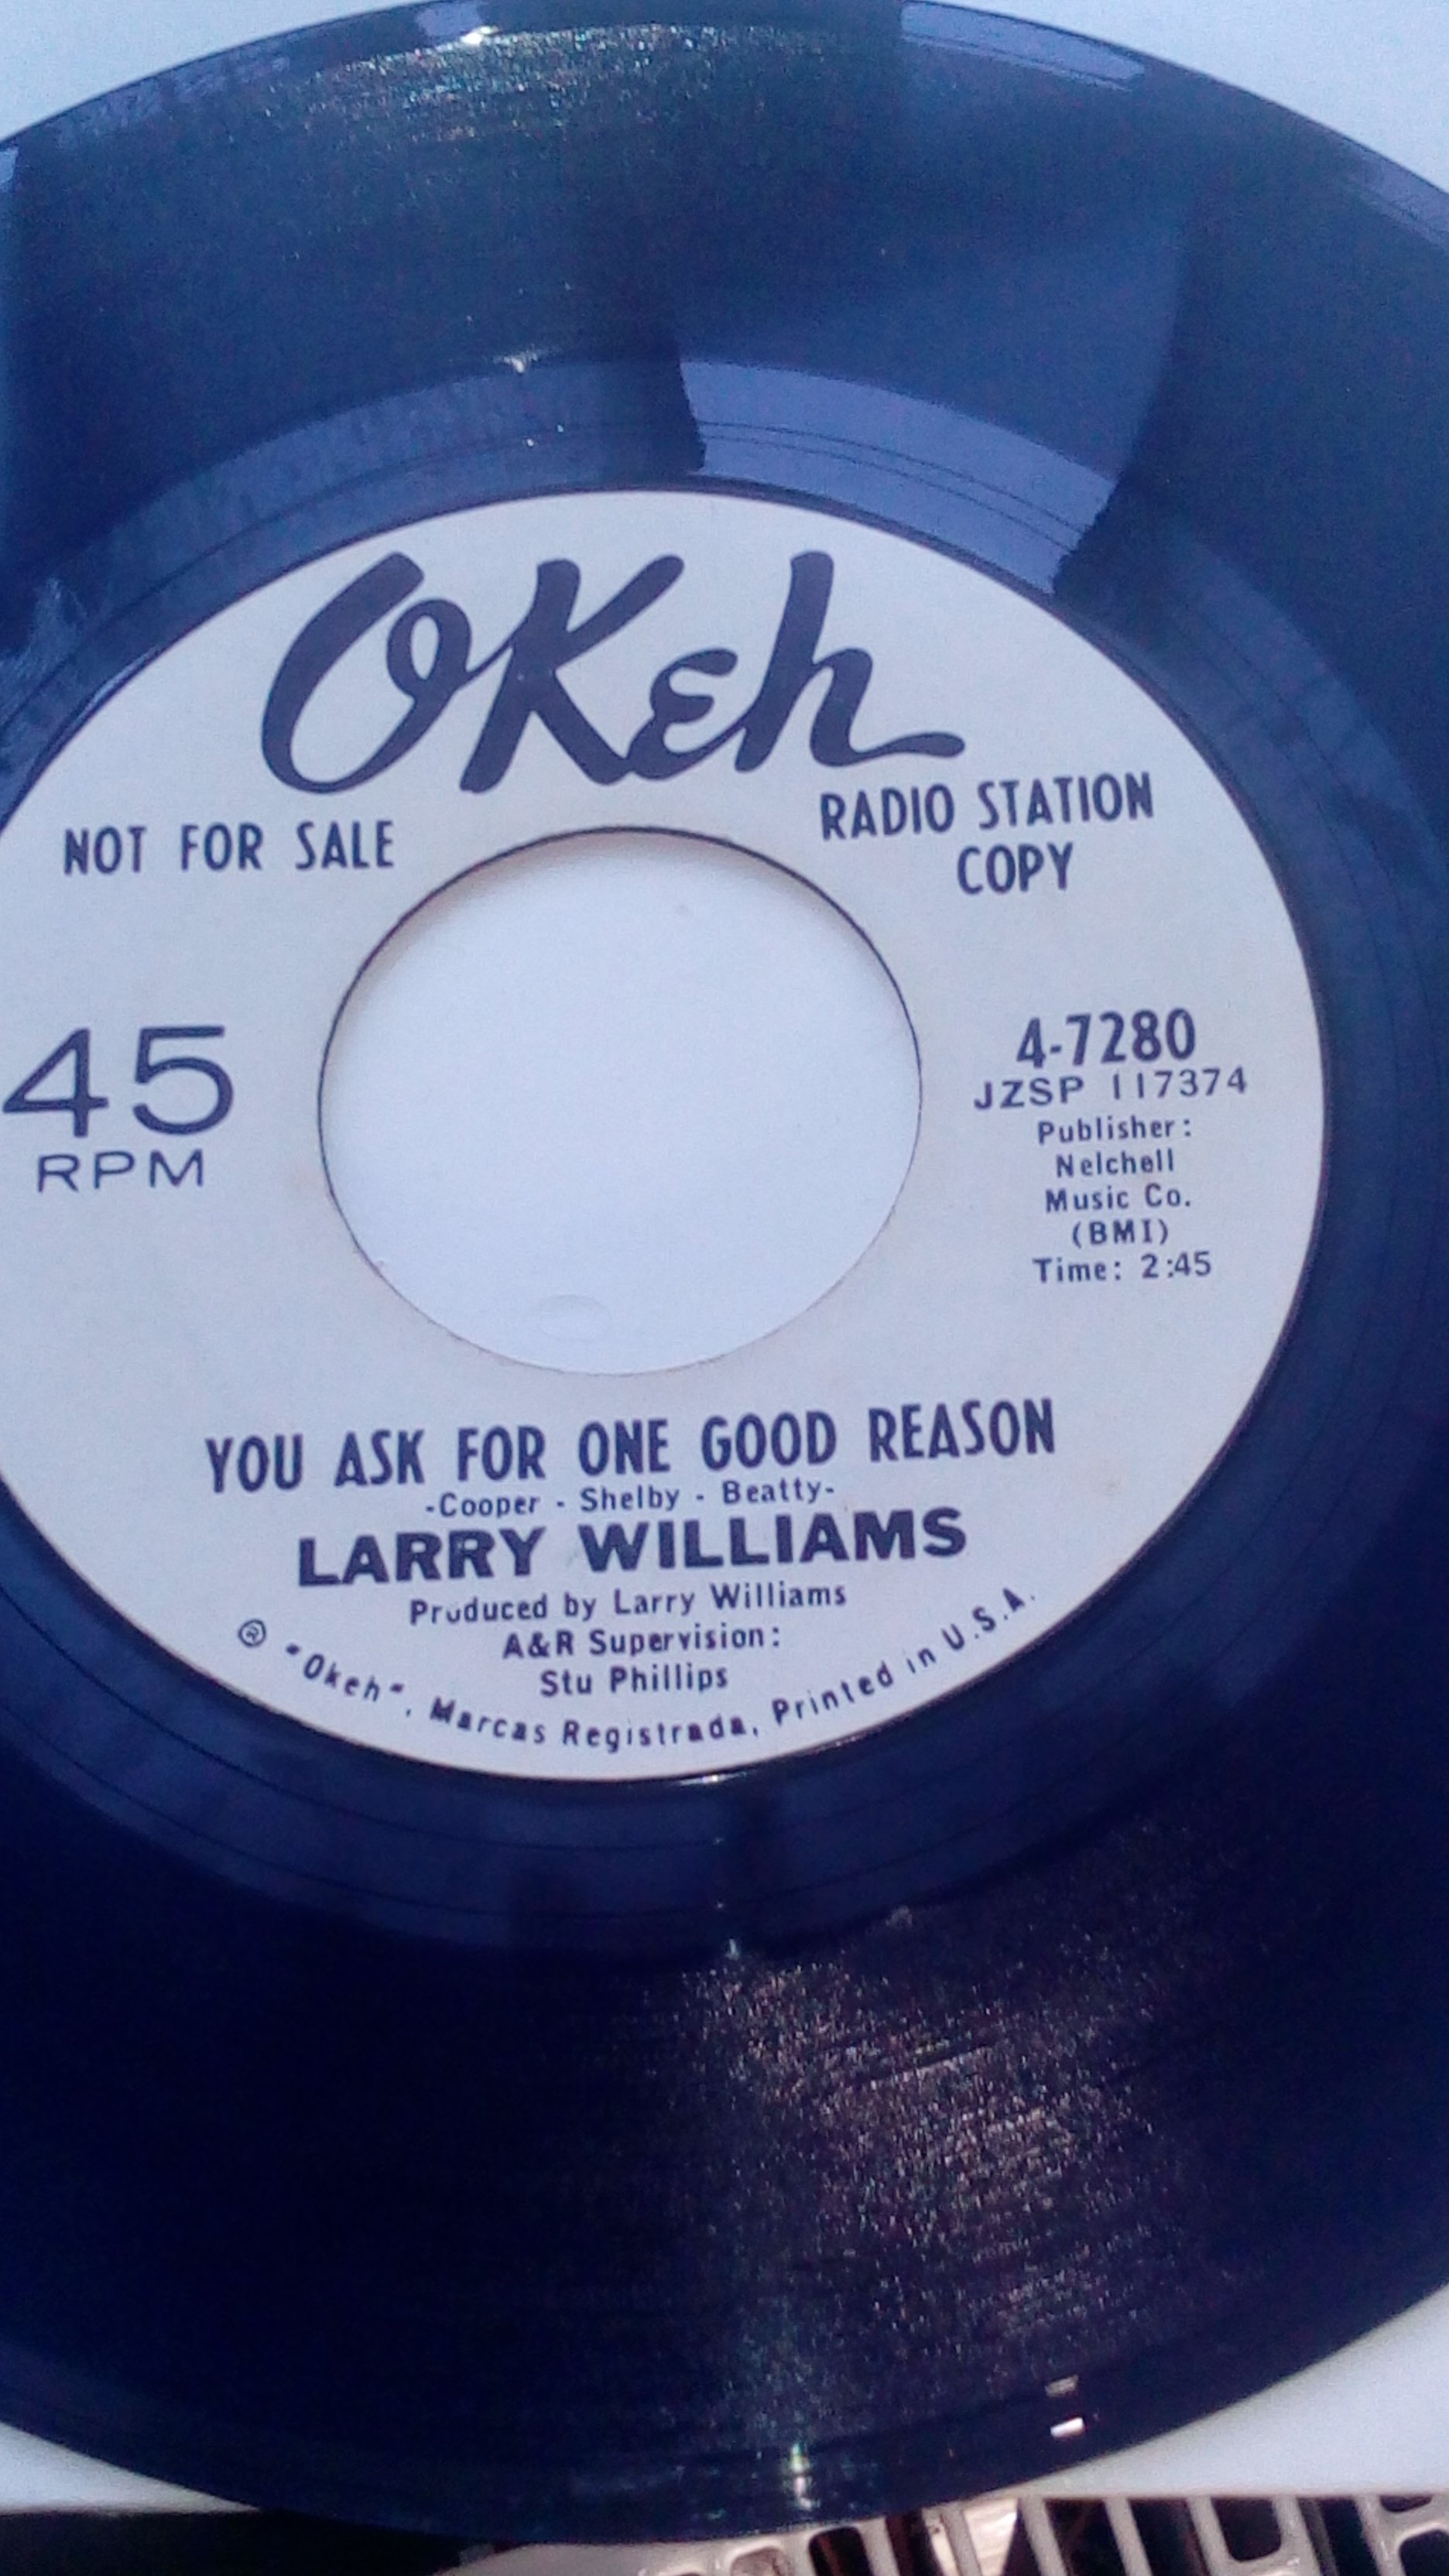 OKeh
NOT FOR SALE
RADIO STATION
COPY
45
RPM
4-7280
JZSP 117374
Publisher:
Nelchell
Music Co.
(BMI)
Time: 2:45
YOU ASK FOR ONE GOOD REASON
-Cooper - Shelby - Beatty-
LARRY WILLIAMS
Produced by Larry Williams
A&R Supervision:
Stu Phillips
® "Okeh", Marcas Registrada, Printed in U.S.A.